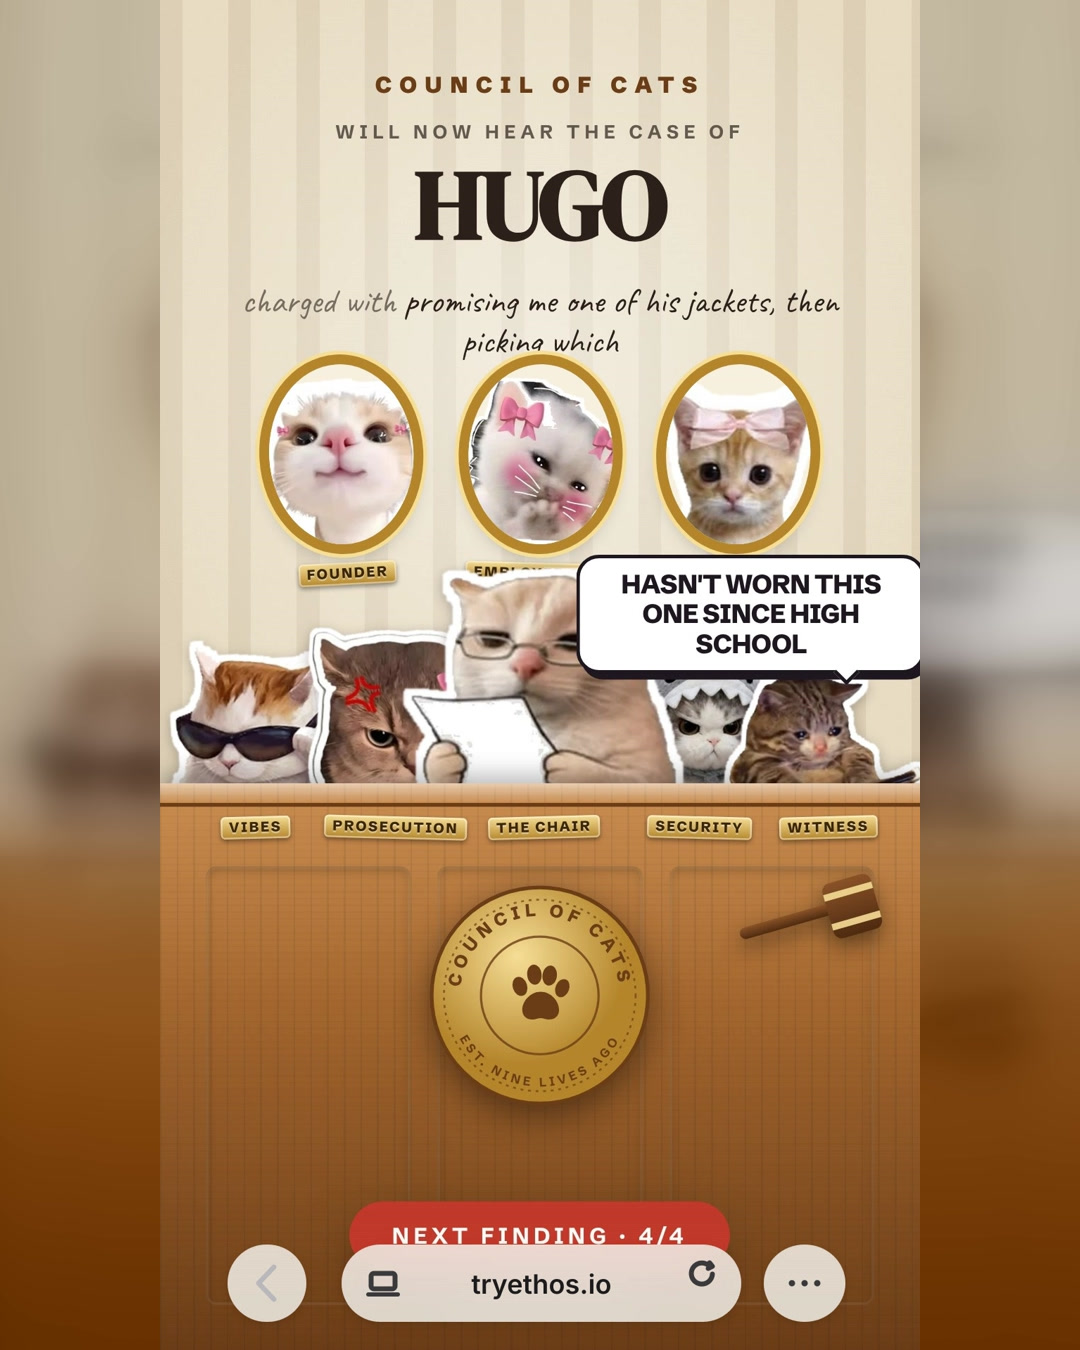 COUNCIL OF CATS
WILL NOW HEAR THE CASE OF
HUGO
charged with promising me one of his jackets, then
picking which
FOUNDER
HASN'T WORN THIS
ONE SINCE HIGH
SCHOOL
VIBES
PROSECUTION
THE CHAIR
SECURITY
WITNESS
COUNCIL OF CATS
EST. NINE LIVES AGO
NEXT FINDING · 4/4
tryethos.io